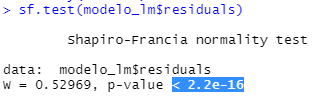 > sf.test(modelo_lm$residuals)
Shapiro-Francia normality test
data:  modelo_lm$residuals
W = 0.52969, p-value < 2.2e-16